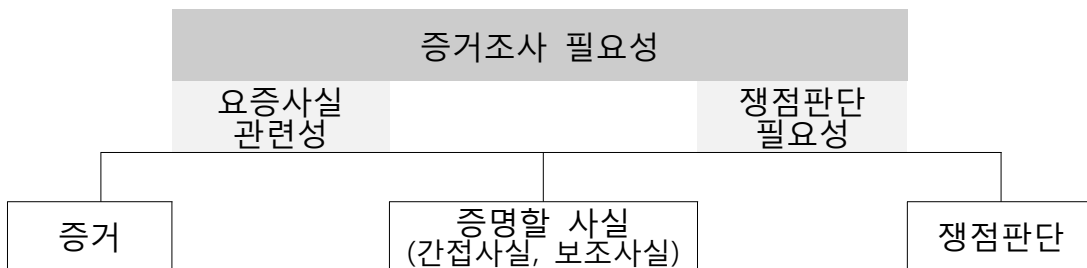 증거조사 필요성
요증사실
관련성
쟁점판단
필요성
증거
증명할 사실
(간접사실, 보조사실)
쟁점판단